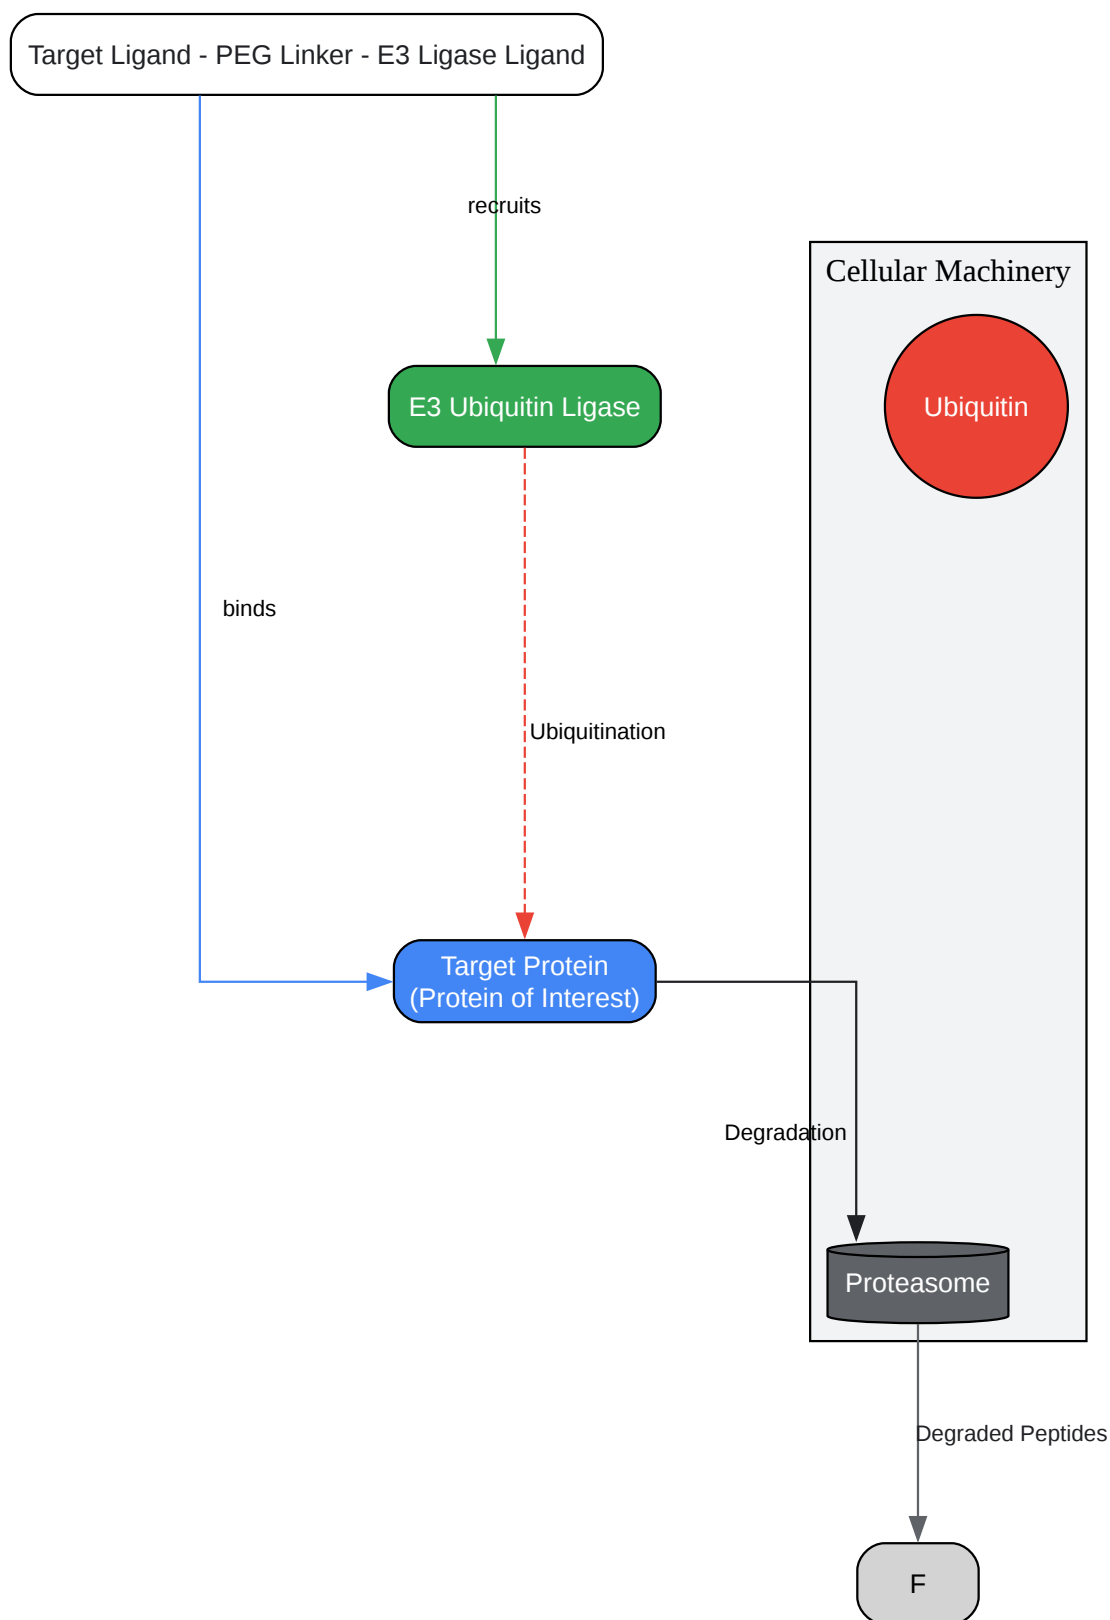 Target Ligand - PEG Linker - E3 Ligase Ligand
recruits
Cellular Machinery
E3 Ubiquitin Ligase
Ubiquitin
binds
Ubiquitination
Target Protein
(Protein of Interest)
Degradation
Proteasome
Degraded Peptides
F